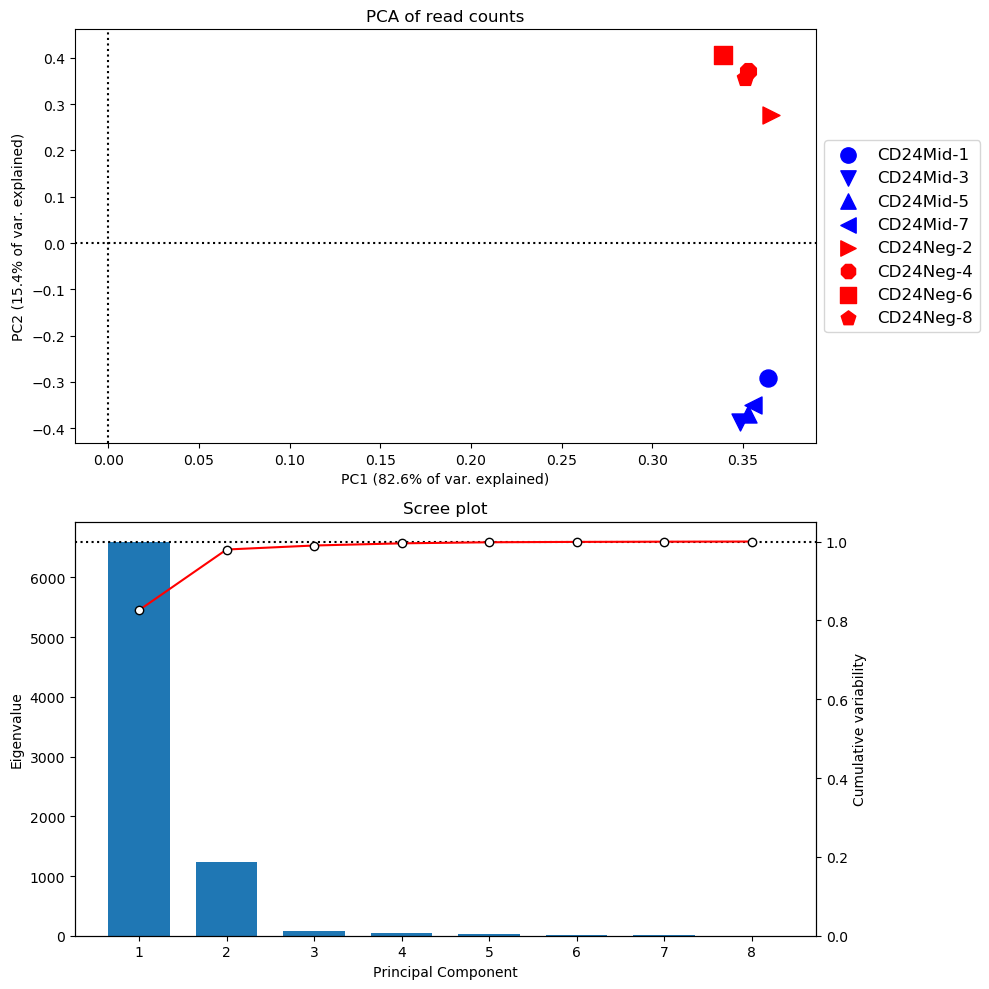 PCA of read counts
PC2 (15.4% of var. explained)
0.4
0.3
0.2
0.1
0.0
−0.1
−0.2
−0.3
−0.4
0.00 0.05 0.10 0.15 0.20 0.25 0.30 0.35
PC1 (82.6% of var. explained)
CD24Mid-1
CD24Mid-3
CD24Mid-5
CD24Mid-7
CD24Neg-2
CD24Neg-4
CD24Neg-6
CD24Neg-8
Scree plot
Eigenvalue
6000
5000
4000
3000
2000
1000
0
1 2 3 4 5 6 7 8
Principal Component
1.0
0.8
0.6
0.4
0.2
0.0
Cumulative variability